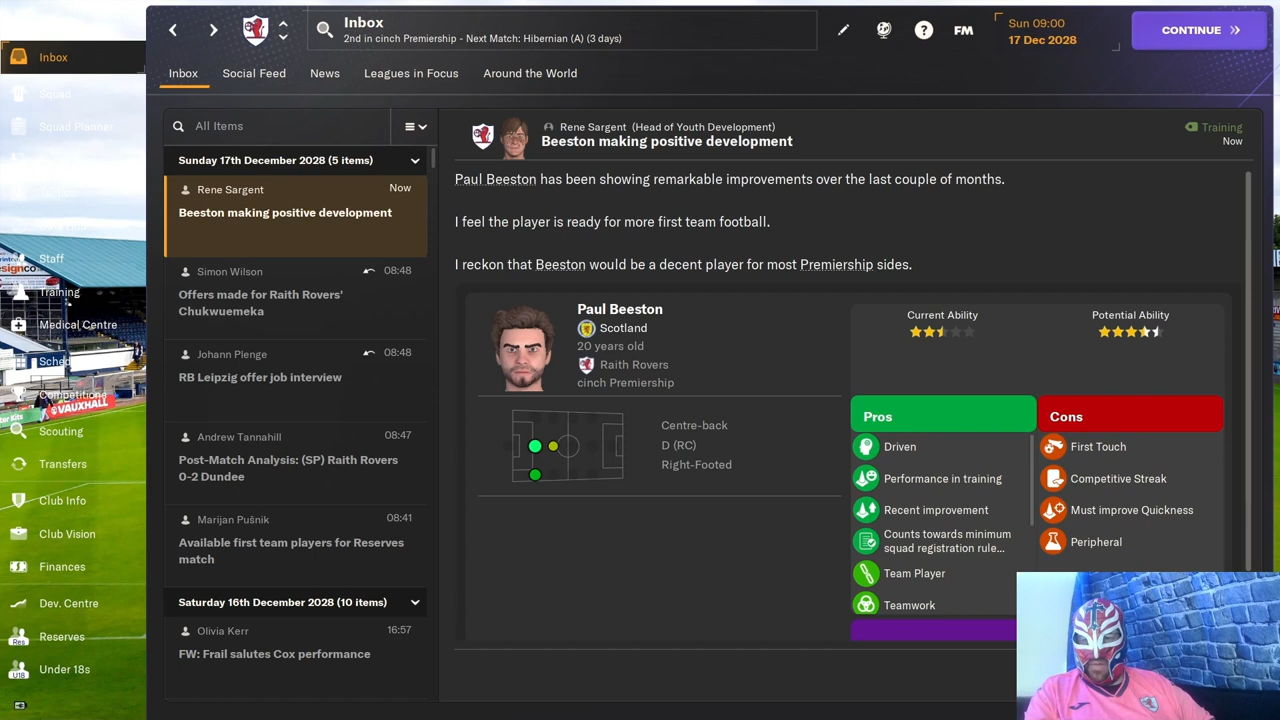 Inbox
2nd in cinch Premiership - Next Match: Hibernian (A) (3 days)
FM
Sun 09:00
17 Dec 2028
CONTINUE
Inbox
Squad
Squad Planner
Staff
Training
Medical Centre
Sched
Competitions
Scouting
Transfers
Club Info
Club Vision
Finances
Dev. Centre
Reserves
Under 18s
Res
U18
VAUXHALL
Inbox
Social Feed
News
Leagues in Focus
Around the World
All Items
Sunday 17th December 2028 (5 items)
Rene Sargent
Now
Beeston making positive development
Simon Wilson
08:48
Offers made for Raith Rovers'
Chukwuemeka
Johann Plenge
08:48
RB Leipzig offer job interview
Andrew Tannahill
08:47
Post-Match Analysis: (SP) Raith Rovers
0-2 Dundee
Marijan Pušnik
08:41
Available first team players for Reserves
match
Saturday 16th December 2028 (10 items)
Olivia Kerr
16:57
FW: Frail salutes Cox performance
Rene Sargent (Head of Youth Development)
Beeston making positive development
Training
Now
Paul Beeston has been showing remarkable improvements over the last couple of months.
I feel the player is ready for more first team football.
I reckon that Beeston would be a decent player for most Premiership sides.
Paul Beeston
Scotland
20 years old
Raith Rovers
cinch Premiership
Centre-back
D (RC)
Right-Footed
Current Ability
Potential Ability
Pros
Driven
Performance in training
Recent improvement
Counts towards minimum
squad registration rule...
Team Player
Teamwork
Cons
First Touch
Competitive Streak
Must improve Quickness
Peripheral